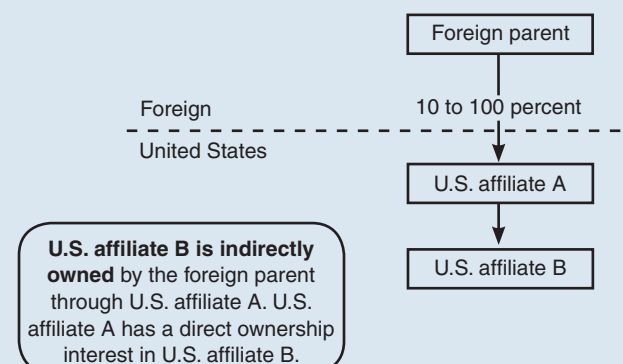 Foreign parent
Foreign
10 to 100 percent
United States
U.S. affiliate A
U.S. affiliate B
U.S. affiliate B is indirectly
owned by the foreign parent
through U.S. affiliate A. U.S.
affiliate A has a direct ownership
interest in U.S. affiliate B.